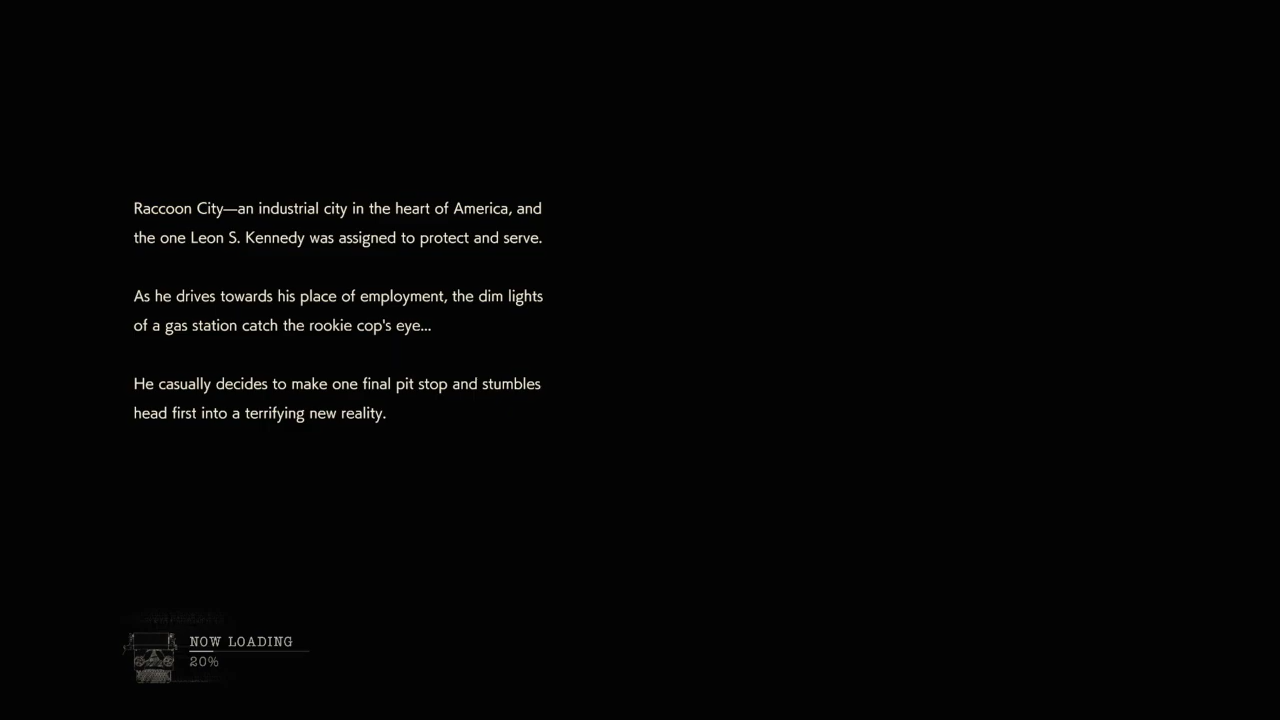 Raccoon City—an industrial city in the heart of America, and
the one Leon S. Kennedy was assigned to protect and serve.
As he drives towards his place of employment, the dim lights
of a gas station catch the rookie cop's eye...
He casually decides to make one final pit stop and stumbles
head first into a terrifying new reality.
NOW LOADING
20%